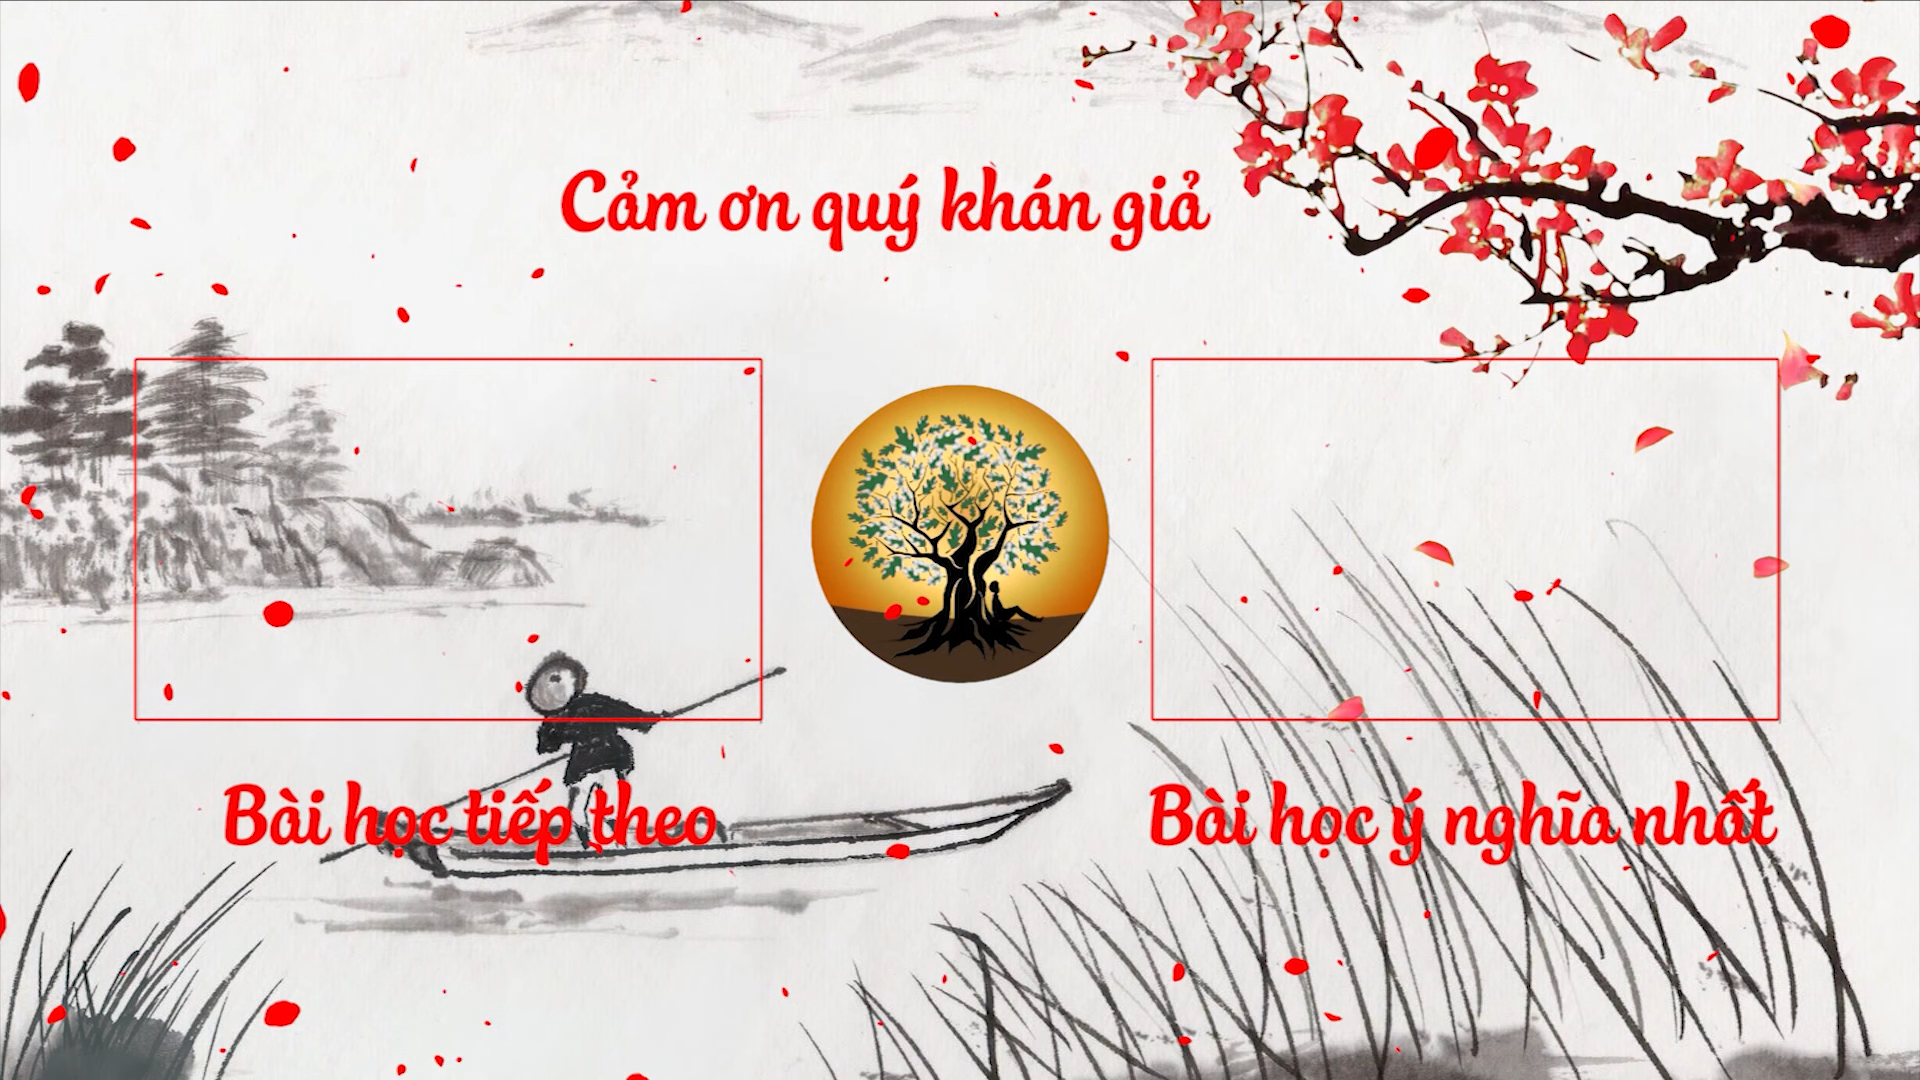 Cảm ơn quý khán giả
Bài học tiếp theo
Bài học ý nghĩa nhất